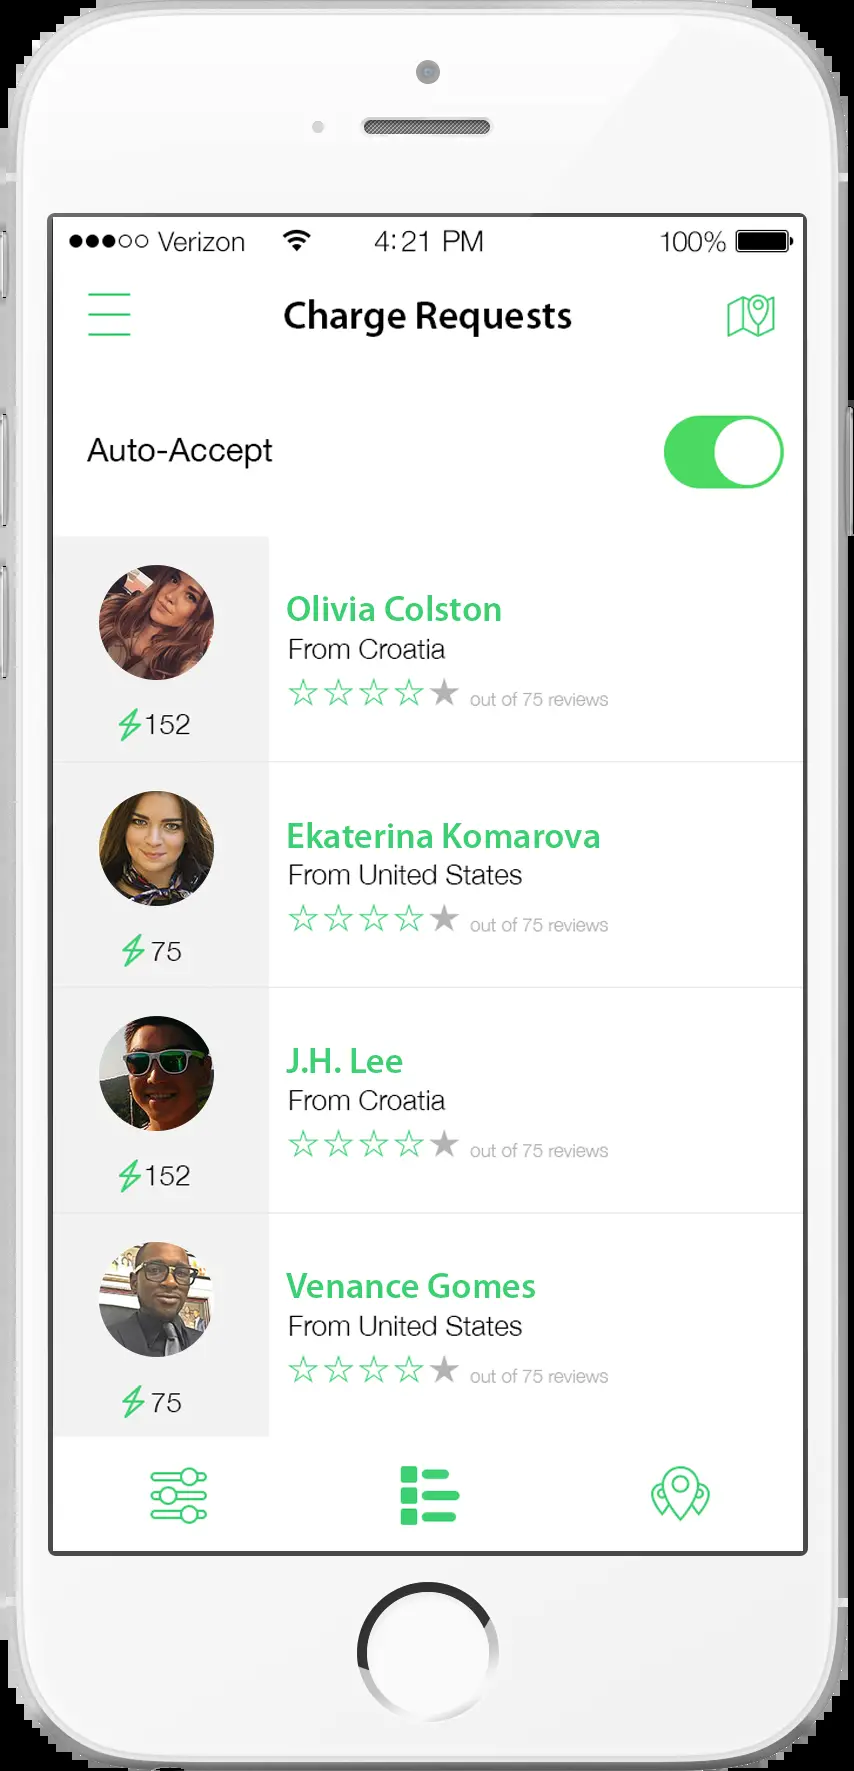 Verizon 4:21 PM 100%
Charge Requests
Auto-Accept
Olivia Colston
From Croatia
out of 75 reviews
152
Ekaterina Komarova
From United States
out of 75 reviews
75
J.H. Lee
From Croatia
out of 75 reviews
152
Venance Gomes
From United States
out of 75 reviews
75